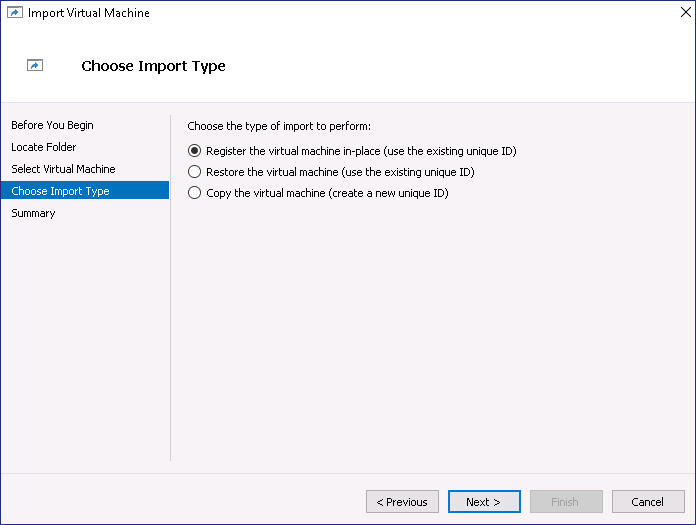 Import Virtual Machine
Choose Import Type
Before You Begin
Locate Folder
Select Virtual Machine
Choose Import Type
Summary
Choose the type of import to perform:
Register the virtual machine in-place (use the existing unique ID)
Restore the virtual machine (use the existing unique ID)
Copy the virtual machine (create a new unique ID)
< Previous
Next >
Finish
Cancel